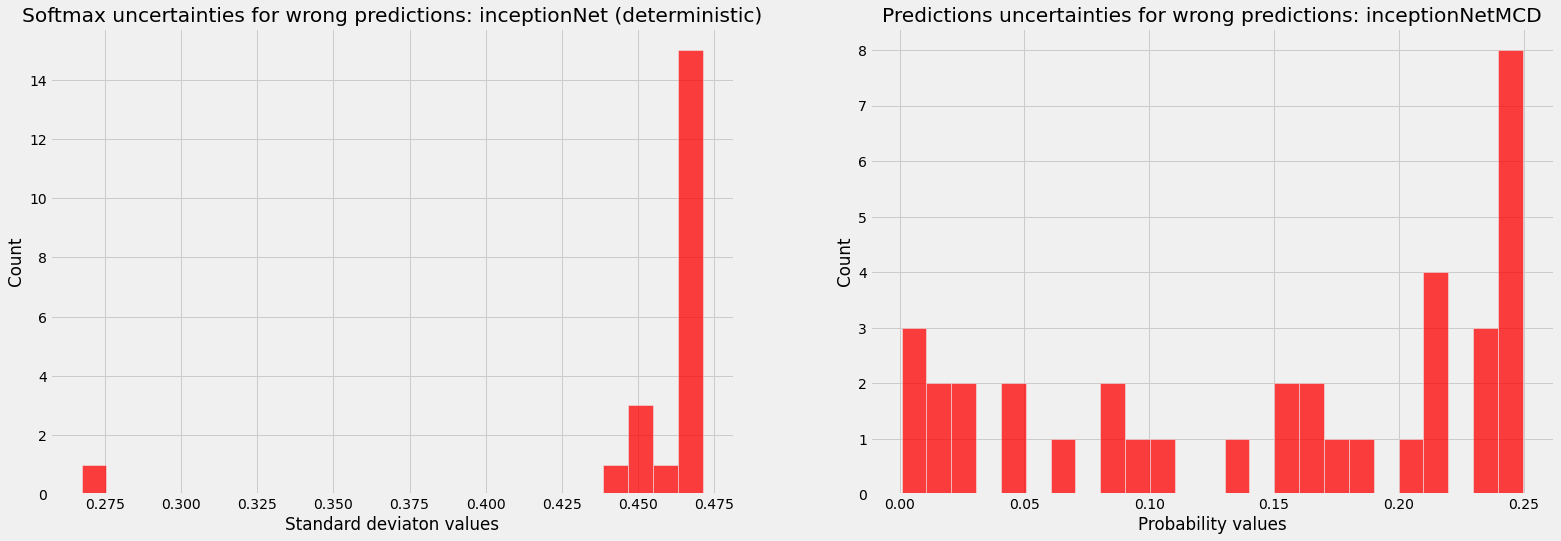 Softmax uncertainties for wrong predictions: inceptionNet (deterministic)
14
12
10
8
6
4
2
0
Count
0.275 0.300 0.325 0.350 0.375 0.400 0.425 0.450 0.475
Standard deviaton values
Predictions uncertainties for wrong predictions: inceptionNetMCD
8
7
6
5
4
3
2
1
0
Count
0.00 0.05 0.10 0.15 0.20 0.25
Probability values